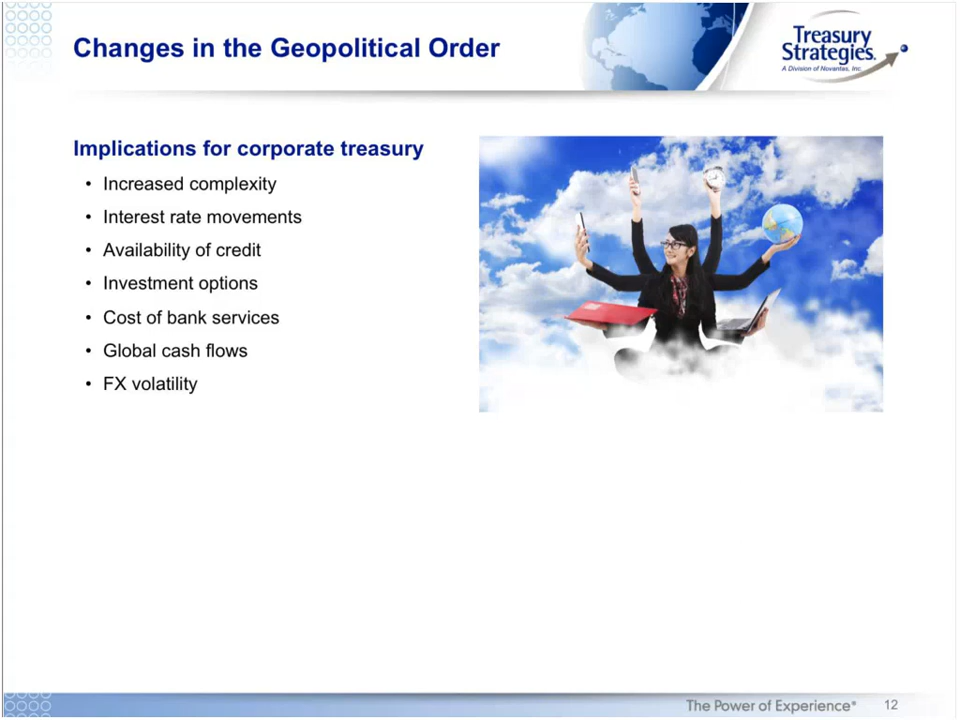 Changes in the Geopolitical Order
Treasury
Strategies.
A Division of Novantas, Inc.
Implications for corporate treasury
• Increased complexity
• Interest rate movements
• Availability of credit
• Investment options
• Cost of bank services
• Global cash flows
• FX volatility
The Power of Experience®
12